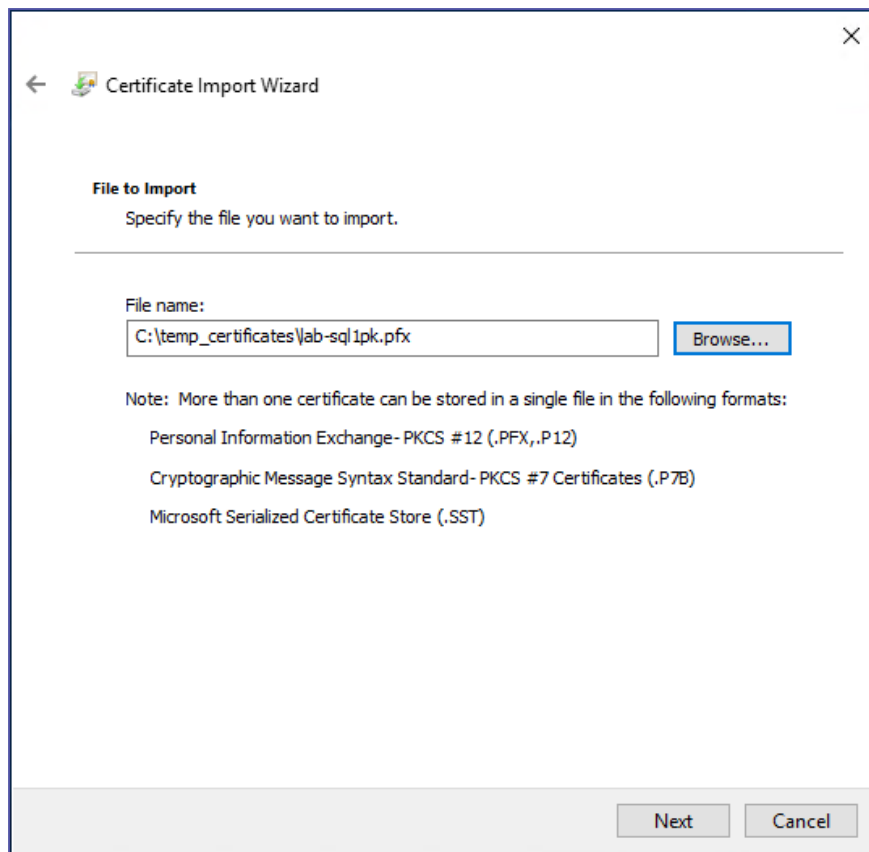 Certificate Import Wizard
File to Import
Specify the file you want to import.
File name:
C:\temp_certificates\lab-sql1pk.pfx
Browse...
Note: More than one certificate can be stored in a single file in the following formats:
Personal Information Exchange- PKCS #12 (.PFX,.P12)
Cryptographic Message Syntax Standard- PKCS #7 Certificates (.P7B)
Microsoft Serialized Certificate Store (.SST)
Next
Cancel